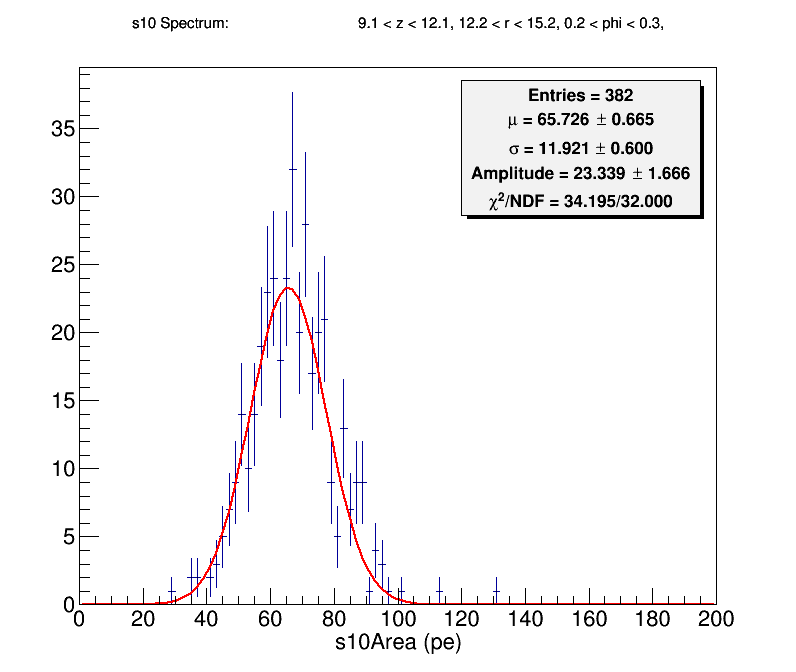 s10 Spectrum: 9.1 < z < 12.1, 12.2 < r < 15.2, 0.2 < phi < 0.3,
Entries = 382
μ = 65.726 ± 0.665
σ = 11.921 ± 0.600
Amplitude = 23.339 ± 1.666
χ²/NDF = 34.195/32.000
35
30
25
20
15
10
5
0
0 20 40 60 80 100 120 140 160 180 200
s10Area (pe)